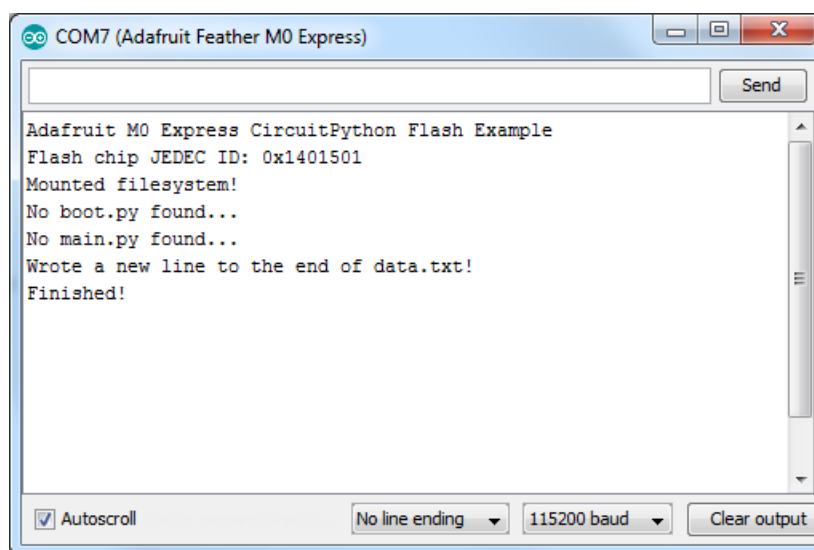 COM7 (Adafruit Feather M0 Express)
Send
Adafruit M0 Express CircuitPython Flash Example
Flash chip JEDEC ID: 0x1401501
Mounted filesystem!
No boot.py found...
No main.py found...
Wrote a new line to the end of data.txt!
Finished!
Autoscroll No line ending 115200 baud Clear output